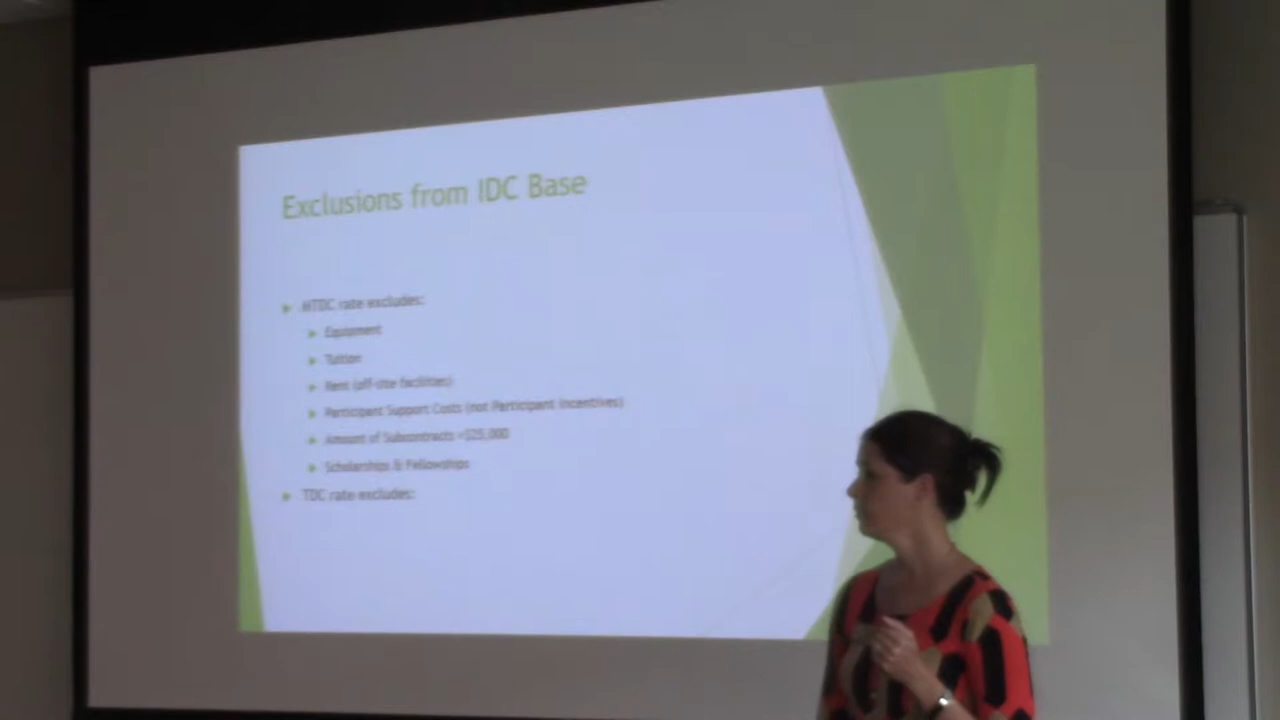 Exclusions from IDC Base
MTDC rate excludes:
Equipment
Tuition
Rent (off-site facilities)
Participant Support Costs (not Participant Incentives)
Amount of Subcontracts >$25,000
Scholarships & Fellowships
TDC rate excludes: